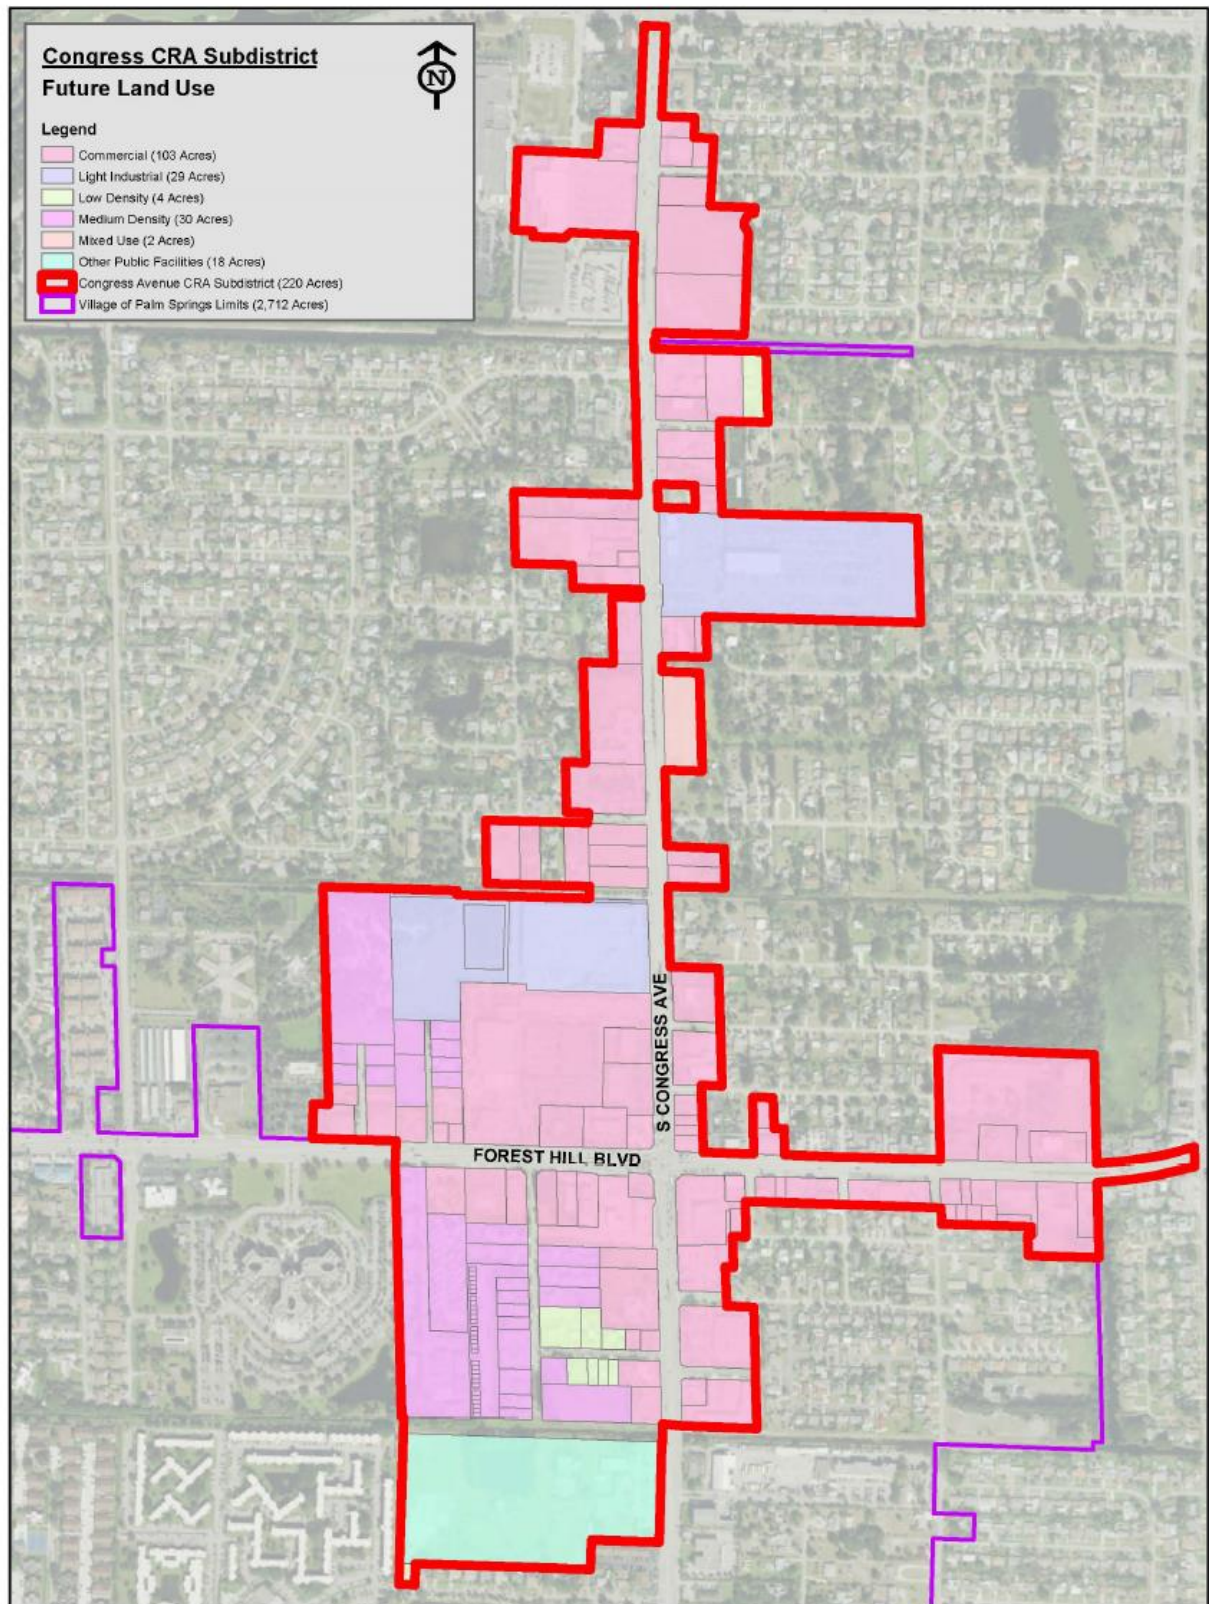 Congress CRA Subdistrict
Future Land Use
N
Legend
Commercial (103 Acres)
Light Industrial (29 Acres)
Low Density (4 Acres)
Medium Density (30 Acres)
Mixed Use (2 Acres)
Other Public Facilities (18 Acres)
Congress Avenue CRA Subdistrict (220 Acres)
Village of Palm Springs Limits (2,712 Acres)
S CONGRESS AVE
FOREST HILL BLVD